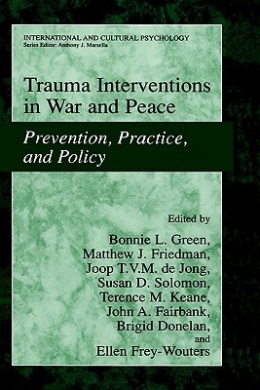 INTERNATIONAL AND CULTURAL PSYCHOLOGY
Series Editor: Anthony J. Marsella
Trauma Interventions
in War and Peace
Prevention, Practice,
and Policy
Edited by
Bonnie L. Green,
Matthew J. Friedman,
Joop T.V.M. de Jong,
Susan D. Solomon,
Terence M. Keane,
John A. Fairbank,
Brigid Donelan,
and
Ellen Frey-Wouters